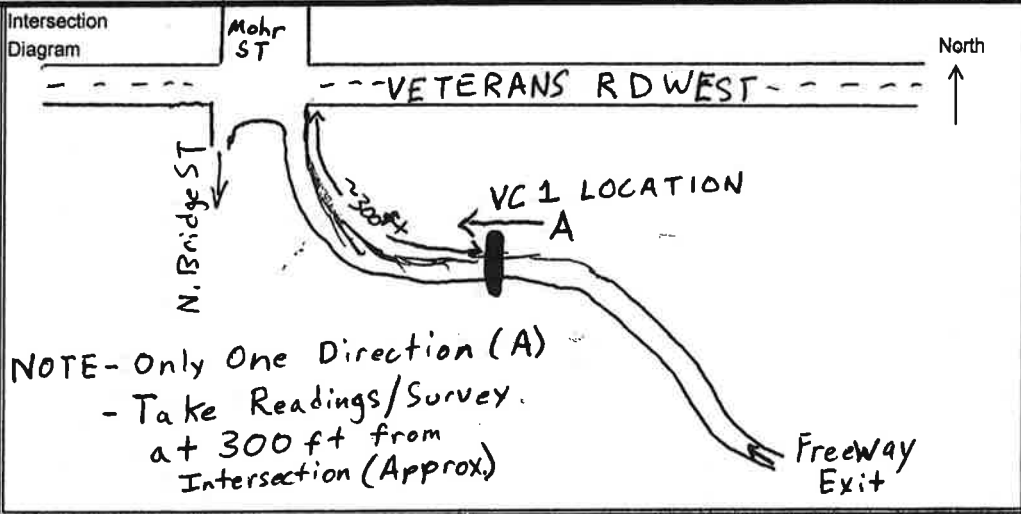 Intersection
Diagram
Mohr
ST
North
VETERANS RD WEST
N. Bridge ST
~300ft
VC 1 LOCATION
A
NOTE - Only One Direction (A)
- Take Readings/Survey.
at 300 ft from
Intersection (Approx.)
Freeway
Exit